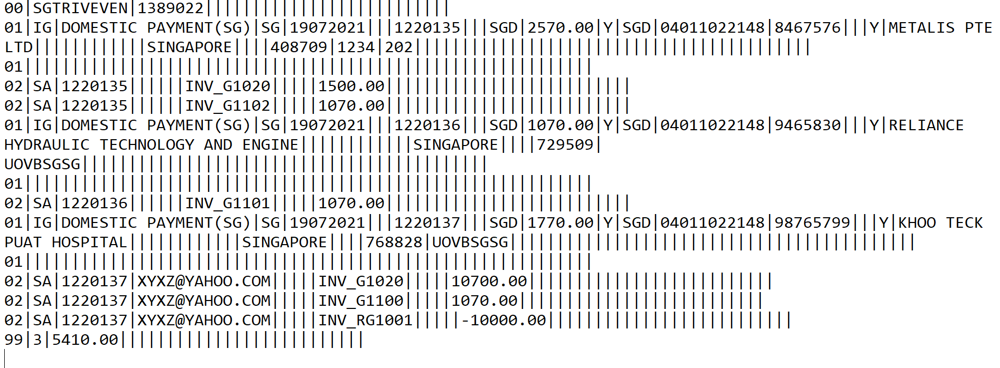 00|SGTRIVEVEN|1389022||||||||||||||||||||||||||
01|IG|DOMESTIC PAYMENT(SG)|SG|19072021|||1220135|||SGD|2570.00|Y|SGD|04011022148|8467576|||Y|METALIS PTE
LTD||||||||||||SINGAPORE||||408709|1234|202||||||||||||||||||||||||||||||||||||||||||
01||||||||||||||||||||||||||||||||||||||||||||||||||||||||||||
02|SA|1220135||||||INV_G1020|||||1500.00||||||||||||||||||||||||||
02|SA|1220135||||||INV_G1102|||||1070.00||||||||||||||||||||||||||
01|IG|DOMESTIC PAYMENT(SG)|SG|19072021|||1220136|||SGD|1070.00|Y|SGD|04011022148|9465830|||Y|RELIANCE
HYDRAULIC TECHNOLOGY AND ENGINE||||||||||||SINGAPORE||||729509|
UOVBSGSG|||||||||||||||||||||||||||||||||||||||||||
01||||||||||||||||||||||||||||||||||||||||||||||||||||||||||||
02|SA|1220136||||||INV_G1101|||||1070.00||||||||||||||||||||||||||
01|IG|DOMESTIC PAYMENT(SG)|SG|19072021|||1220137|||SGD|1770.00|Y|SGD|04011022148|98765799|||Y|KHOO TECK
PUAT HOSPITAL||||||||||||SINGAPORE||||768828|UOVBSGSG|||||||||||||||||||||||||||||||||||||||||||
01||||||||||||||||||||||||||||||||||||||||||||||||||||||||||||
02|SA|1220137|XYXZ@YAHOO.COM|||||INV_G1020|||||10700.00||||||||||||||||||||||||||
02|SA|1220137|XYXZ@YAHOO.COM|||||INV_G1100|||||1070.00||||||||||||||||||||||||||
02|SA|1220137|XYXZ@YAHOO.COM|||||INV_RG1001|||||-10000.00||||||||||||||||||||||||||
99|3|5410.00||||||||||||||||||||||||||